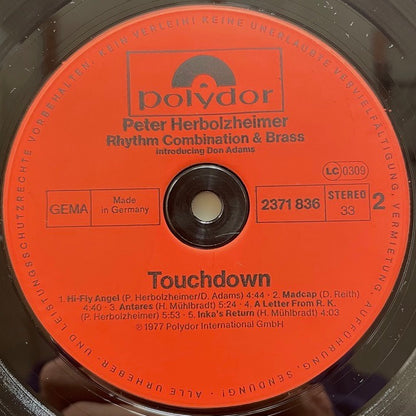 ALLE URHEBER- UND LEISTUNGSSCHUTZRECHTE VORBEHALTEN. KEIN VERLEIH! KEINE UNERLAUBTE VERVIELFÄLTIGUNG, VERMIETUNG, AUFFÜHRUNG, SENDUNG!
polydor
Peter Herbolzheimer
Rhythm Combination & Brass
introducing Don Adams
LC 0309
GEMA
Made in Germany
2371 836
STEREO
33
2
Touchdown
1. Hi-Fly Angel (P. Herbolzheimer/D. Adams) 4:44 · 2. Madcap (D. Reith)
4:40 · 3. Antares (H. Mühlbradt) 5:24 · 4. A Letter From R. K.
(P. Herbolzheimer) 5:53 · 5. Inka's Return (H. Mühlbradt) 4:03
℗ 1977 Polydor International GmbH